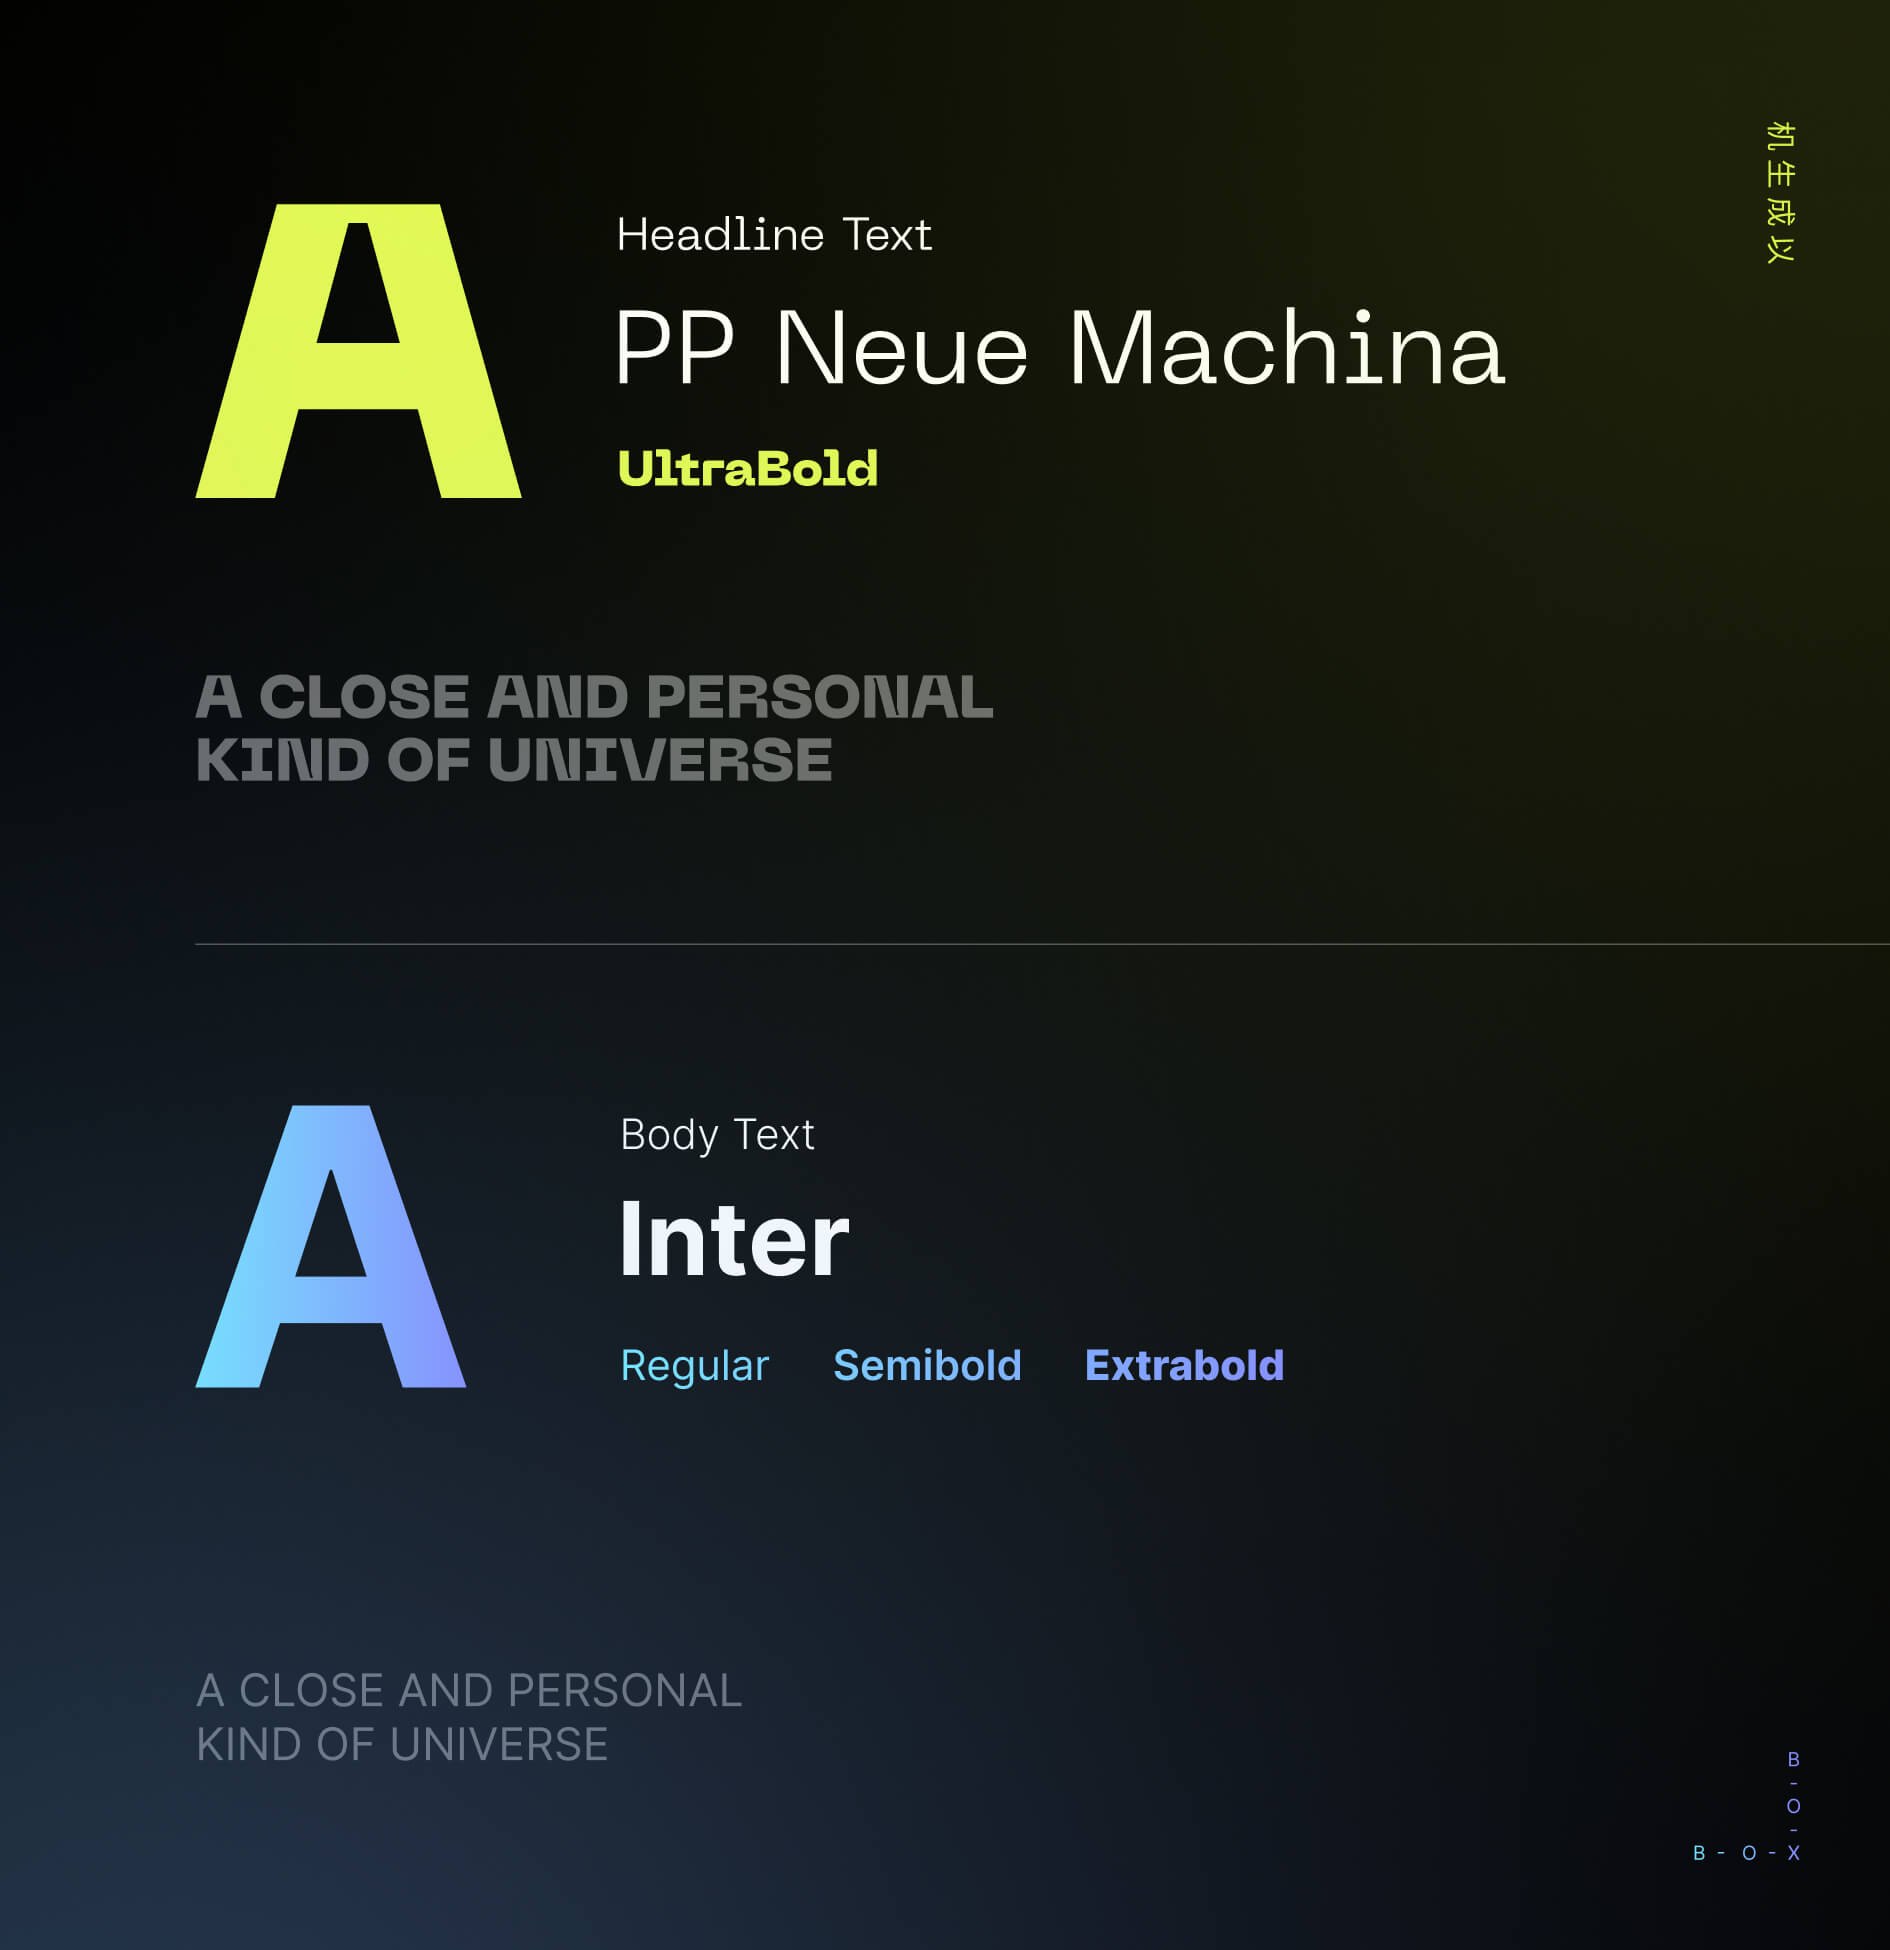 机生成以
Headline Text
PP Neue Machina
UltraBold
A CLOSE AND PERSONAL
KIND OF UNIVERSE
Body Text
Inter
Regular Semibold Extrabold
A CLOSE AND PERSONAL
KIND OF UNIVERSE
B
-
O
-
B - O - X